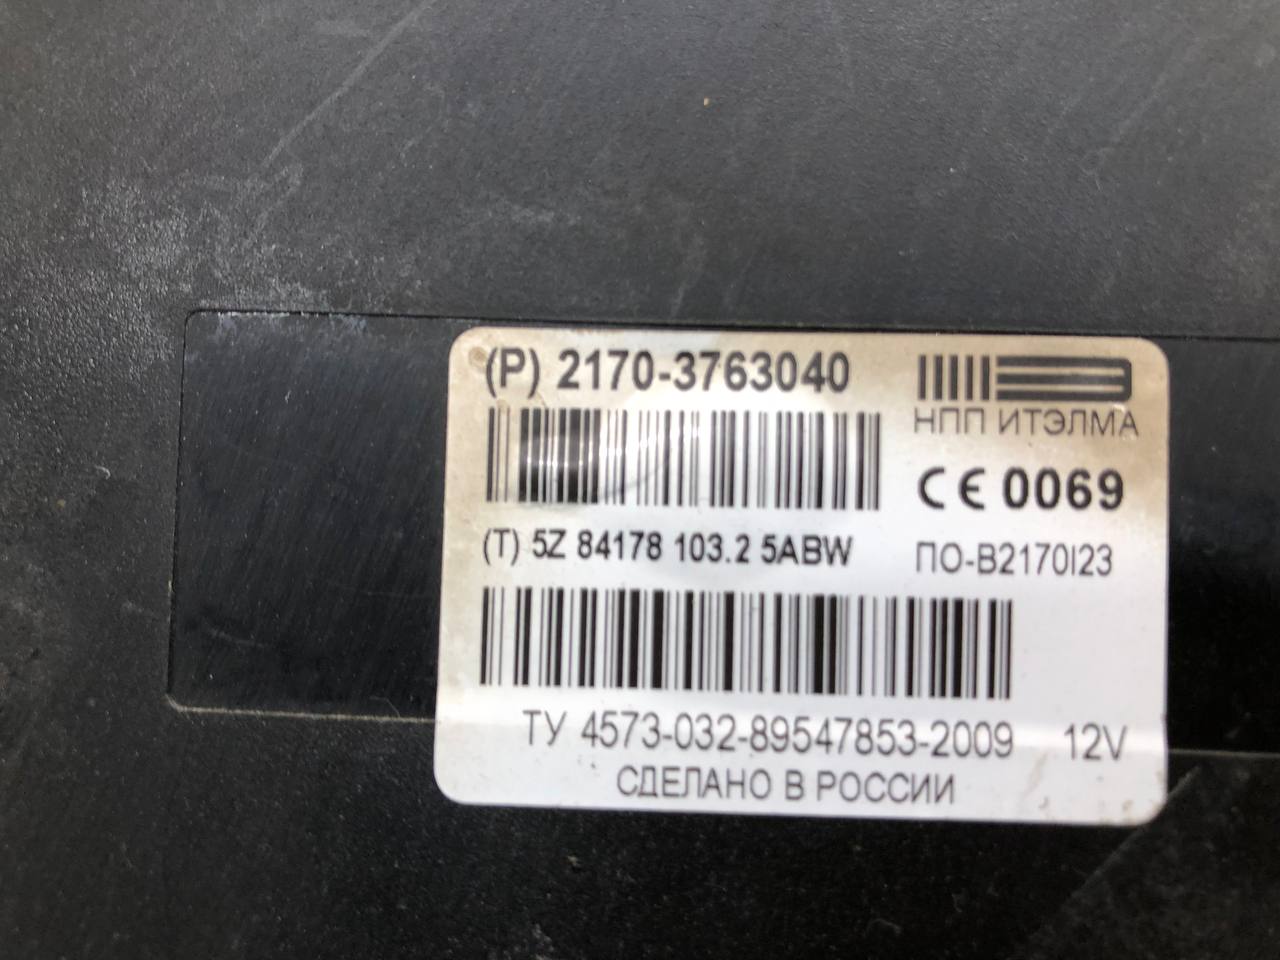 (P) 2170-3763040
НПП ИТЭЛМА
CE 0069
(T) 5Z 84178 103.2 5ABW
ПО-B2170I23
ТУ 4573-032-89547853-2009 12V
СДЕЛАНО В РОССИИ